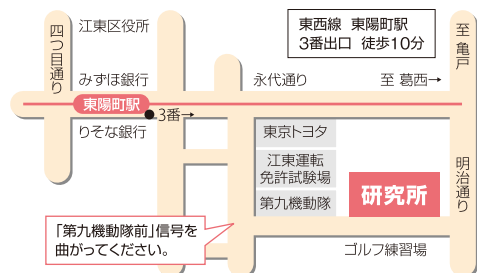 四つ目通り
江東区役所
東西線 東陽町駅
3番出口 徒歩10分
至 亀戸
みずほ銀行
永代通り
至 葛西→
東陽町駅
3番→
りそな銀行
東京トヨタ
江東運転
免許試験場
第九機動隊
研究所
明治通り
「第九機動隊前」信号を
曲がってください。
ゴルフ練習場